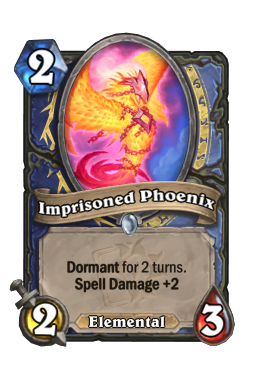 2
Imprisoned Phoenix
Dormant for 2 turns.
Spell Damage +2
2
Elemental
3